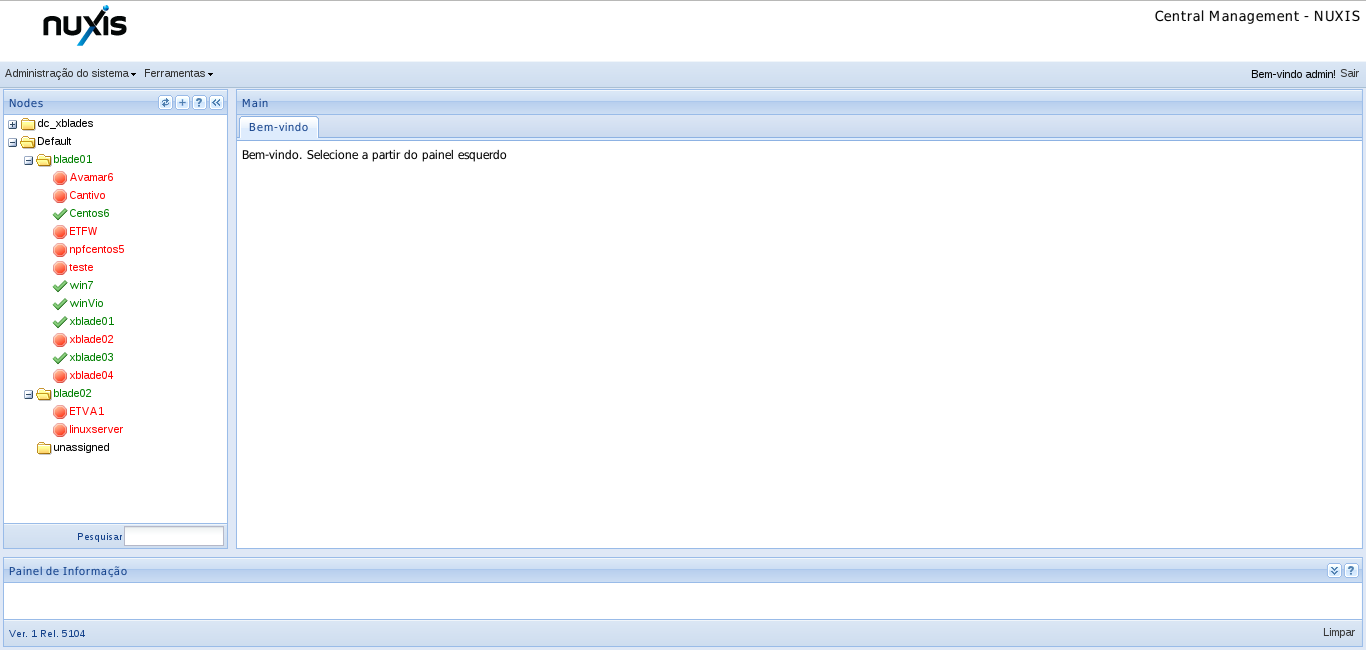 nuxis
Central Management - NUXIS
Administração do sistema Ferramentas
Bem-vindo admin! Sair
Nodes
dc_xblades
Default
blade01
Avamar6
Cantivo
Centos6
ETFW
npfcentos5
teste
win7
winVio
xblade01
xblade02
xblade03
xblade04
blade02
ETVA1
linuxserver
unassigned
Pesquisar
Main
Bem-vindo
Bem-vindo. Selecione a partir do painel esquerdo
Painel de Informação
Ver. 1 Rel. 5104
Limpar